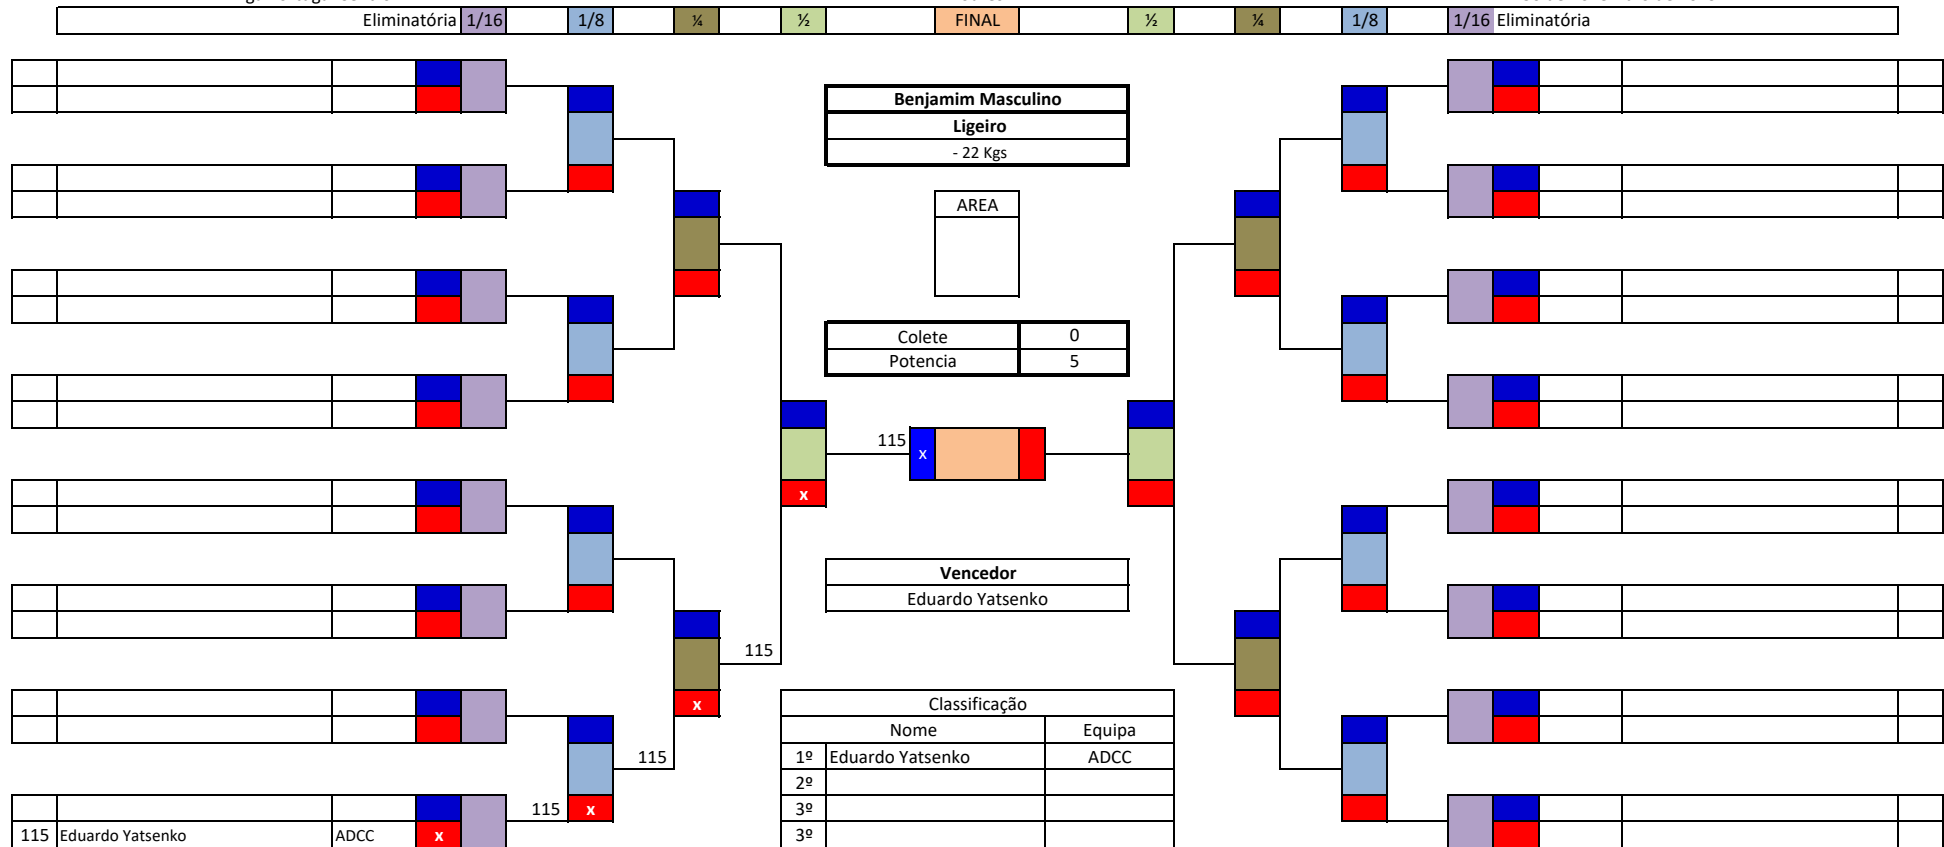 Eliminatória 1/16 1/8 ¼ ½ FINAL ½ ¼ 1/8 1/16 Eliminatória
Benjamim Masculino
Ligeiro
- 22 Kgs
AREA
Colete 0
Potencia 5
115 x
x
Vencedor
Eduardo Yatsenko
115
x
Classificação
Nome Equipa
115 1º Eduardo Yatsenko ADCC
2º
115 x 3º
115 Eduardo Yatsenko ADCC x 3º